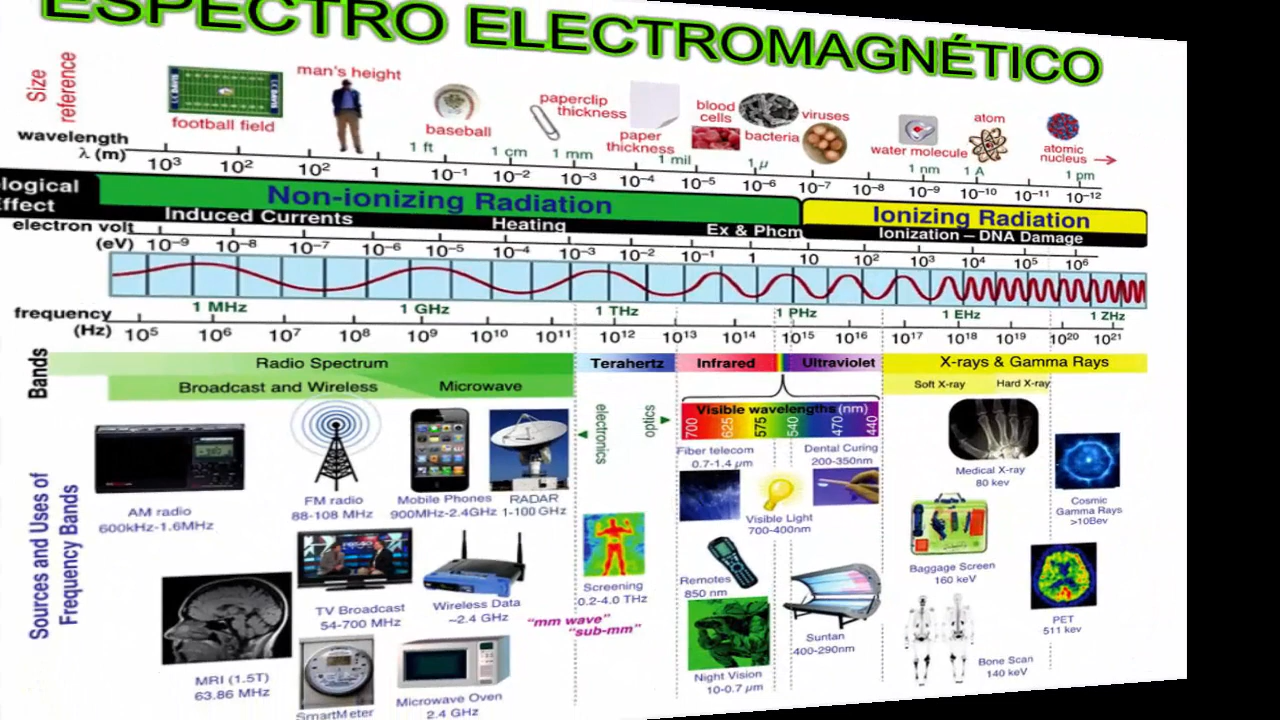 ESPECTRO ELECTROMAGNÉTICO
Size
reference
football field
man's height
baseball
paperclip
thickness
paper
thickness
blood
cells
bacteria
viruses
water molecule
atom
atomic
nucleus
wavelength
λ (m)
1 ft
1 cm
1 mm
1 mil
1 µ
1 nm
1 A
1 pm
10³ 10² 10² 1 10⁻¹ 10⁻² 10⁻³ 10⁻⁴ 10⁻⁵ 10⁻⁶ 10⁻⁷ 10⁻⁸ 10⁻⁹ 10⁻¹⁰ 10⁻¹¹ 10⁻¹²
logical
Effect
Non-ionizing Radiation
Induced Currents
Heating
Ex & Phcm
Ionizing Radiation
Ionization – DNA Damage
electron volt
(eV)
10⁻⁹ 10⁻⁸ 10⁻⁷ 10⁻⁶ 10⁻⁵ 10⁻⁴ 10⁻³ 10⁻² 10⁻¹ 1 10 10² 10³ 10⁴ 10⁵ 10⁶
frequency
(Hz)
1 MHz 1 GHz 1 THz 1 PHz 1 EHz 1 ZHz
10⁵ 10⁶ 10⁷ 10⁸ 10⁹ 10¹⁰ 10¹¹ 10¹² 10¹³ 10¹⁴ 10¹⁵ 10¹⁶ 10¹⁷ 10¹⁸ 10¹⁹ 10²⁰ 10²¹
Bands
Radio Spectrum
Terahertz
Infrared
Ultraviolet
X-rays & Gamma Rays
Broadcast and Wireless
Microwave
Soft X-ray
Hard X-ray
electronics
optics
Visible wavelengths (nm)
700 625 575 540 470 440
Sources and Uses of
Frequency Bands
AM radio
600kHz-1.6MHz
FM radio
88-108 MHz
Mobile Phones
900MHz-2.4GHz
RADAR
1-100 GHz
Fiber telecom
0.7-1.4 µm
Dental Curing
200-350nm
Visible Light
700-400nm
Medical X-ray
80 kev
Cosmic
Gamma Rays
>10Bev
TV Broadcast
54-700 MHz
Wireless Data
~2.4 GHz
Screening
0.2-4.0 THz
"mm wave"
"sub-mm"
Remotes
850 nm
Baggage Screen
160 keV
PET
511 kev
Suntan
400-290nm
MRI (1.5T)
63.86 MHz
SmartMeter
Microwave Oven
2.4 GHz
Night Vision
10-0.7 µm
Bone Scan
140 keV